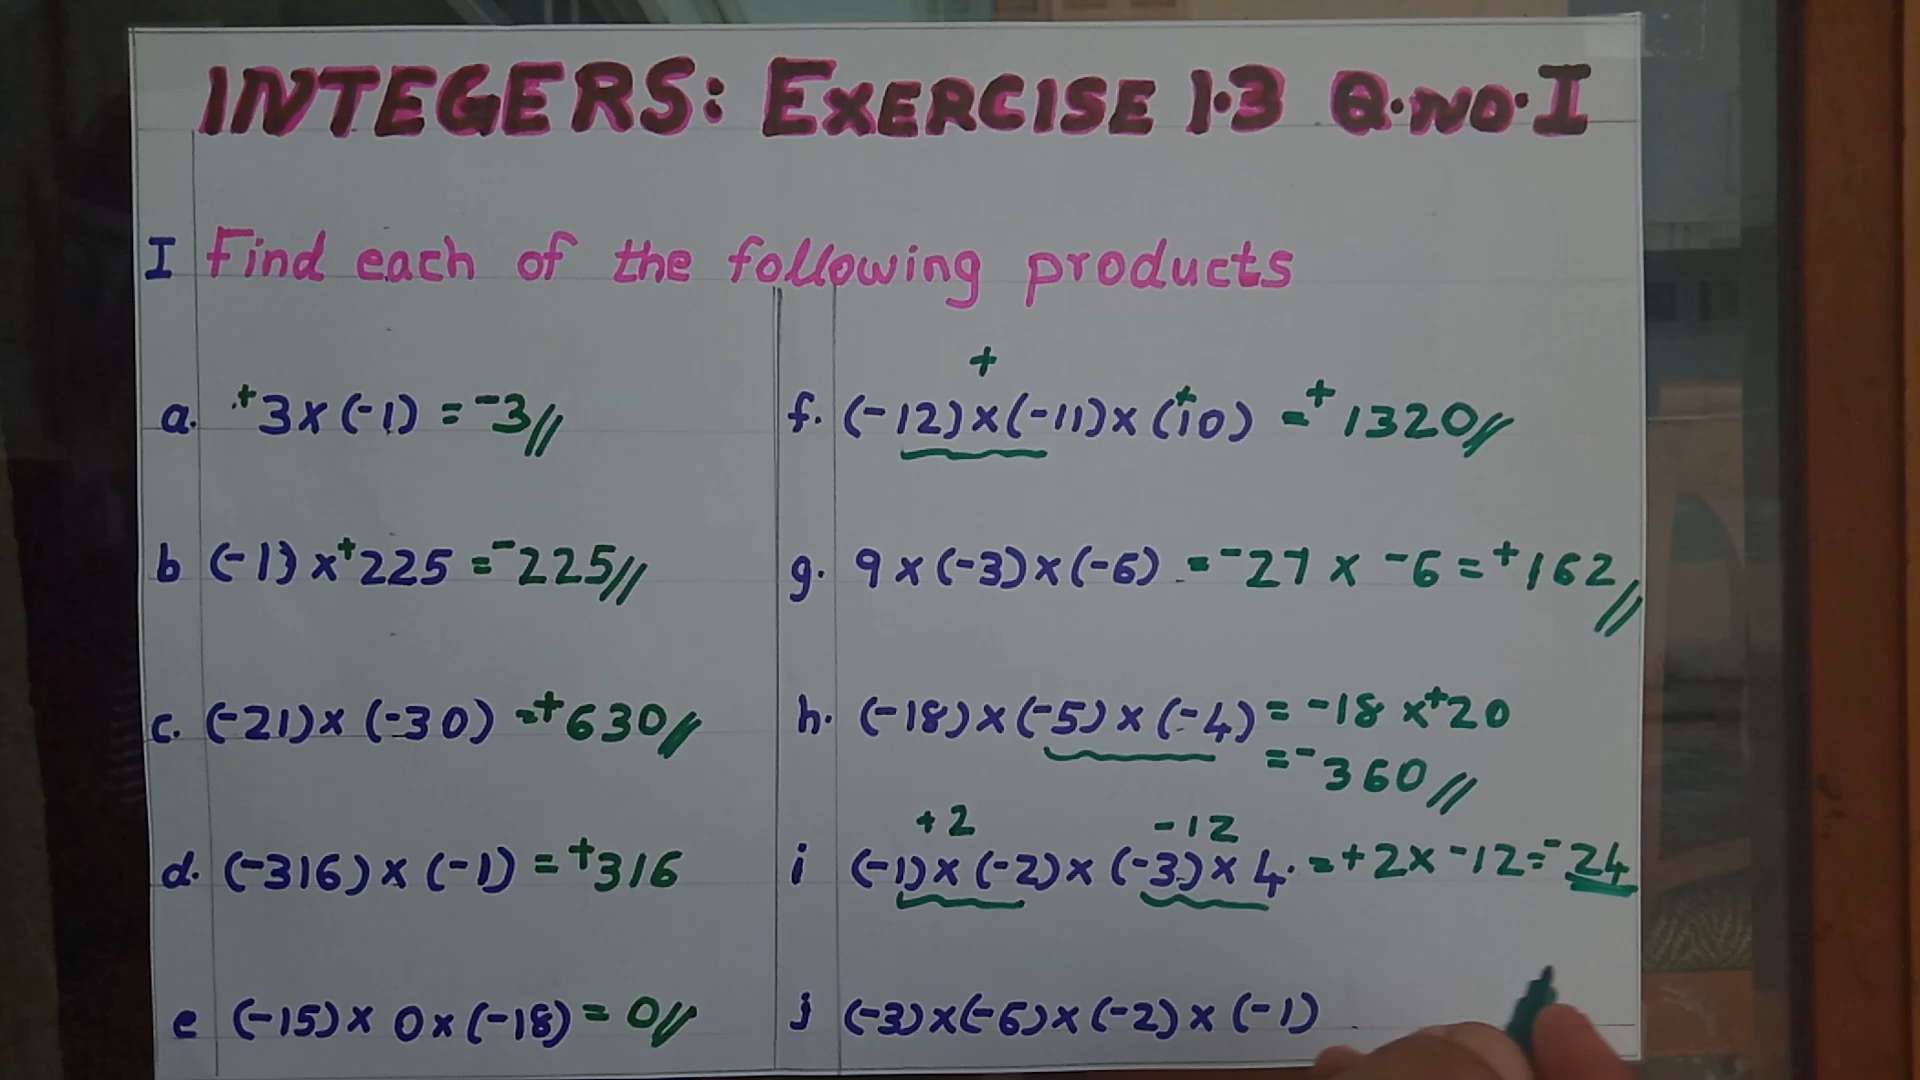 INTEGERS: EXERCISE 1.3 Q.NO.I
I Find each of the following products
a. +3 x (-1) = -3//
b (-1) x +225 = -225//
c. (-21) x (-30) = +630//
d. (-316) x (-1) = +316
e (-15) x 0 x (-18) = 0//
+
f. (-12) x (-11) x (+10) = +1320//
g. 9 x (-3) x (-6) = -27 x -6 = +162//
h. (-18) x (-5) x (-4) = -18 x +20
= -360//
+2 -12
i (-1) x (-2) x (-3) x 4. = +2 x -12 = -24
j (-3) x (-6) x (-2) x (-1)